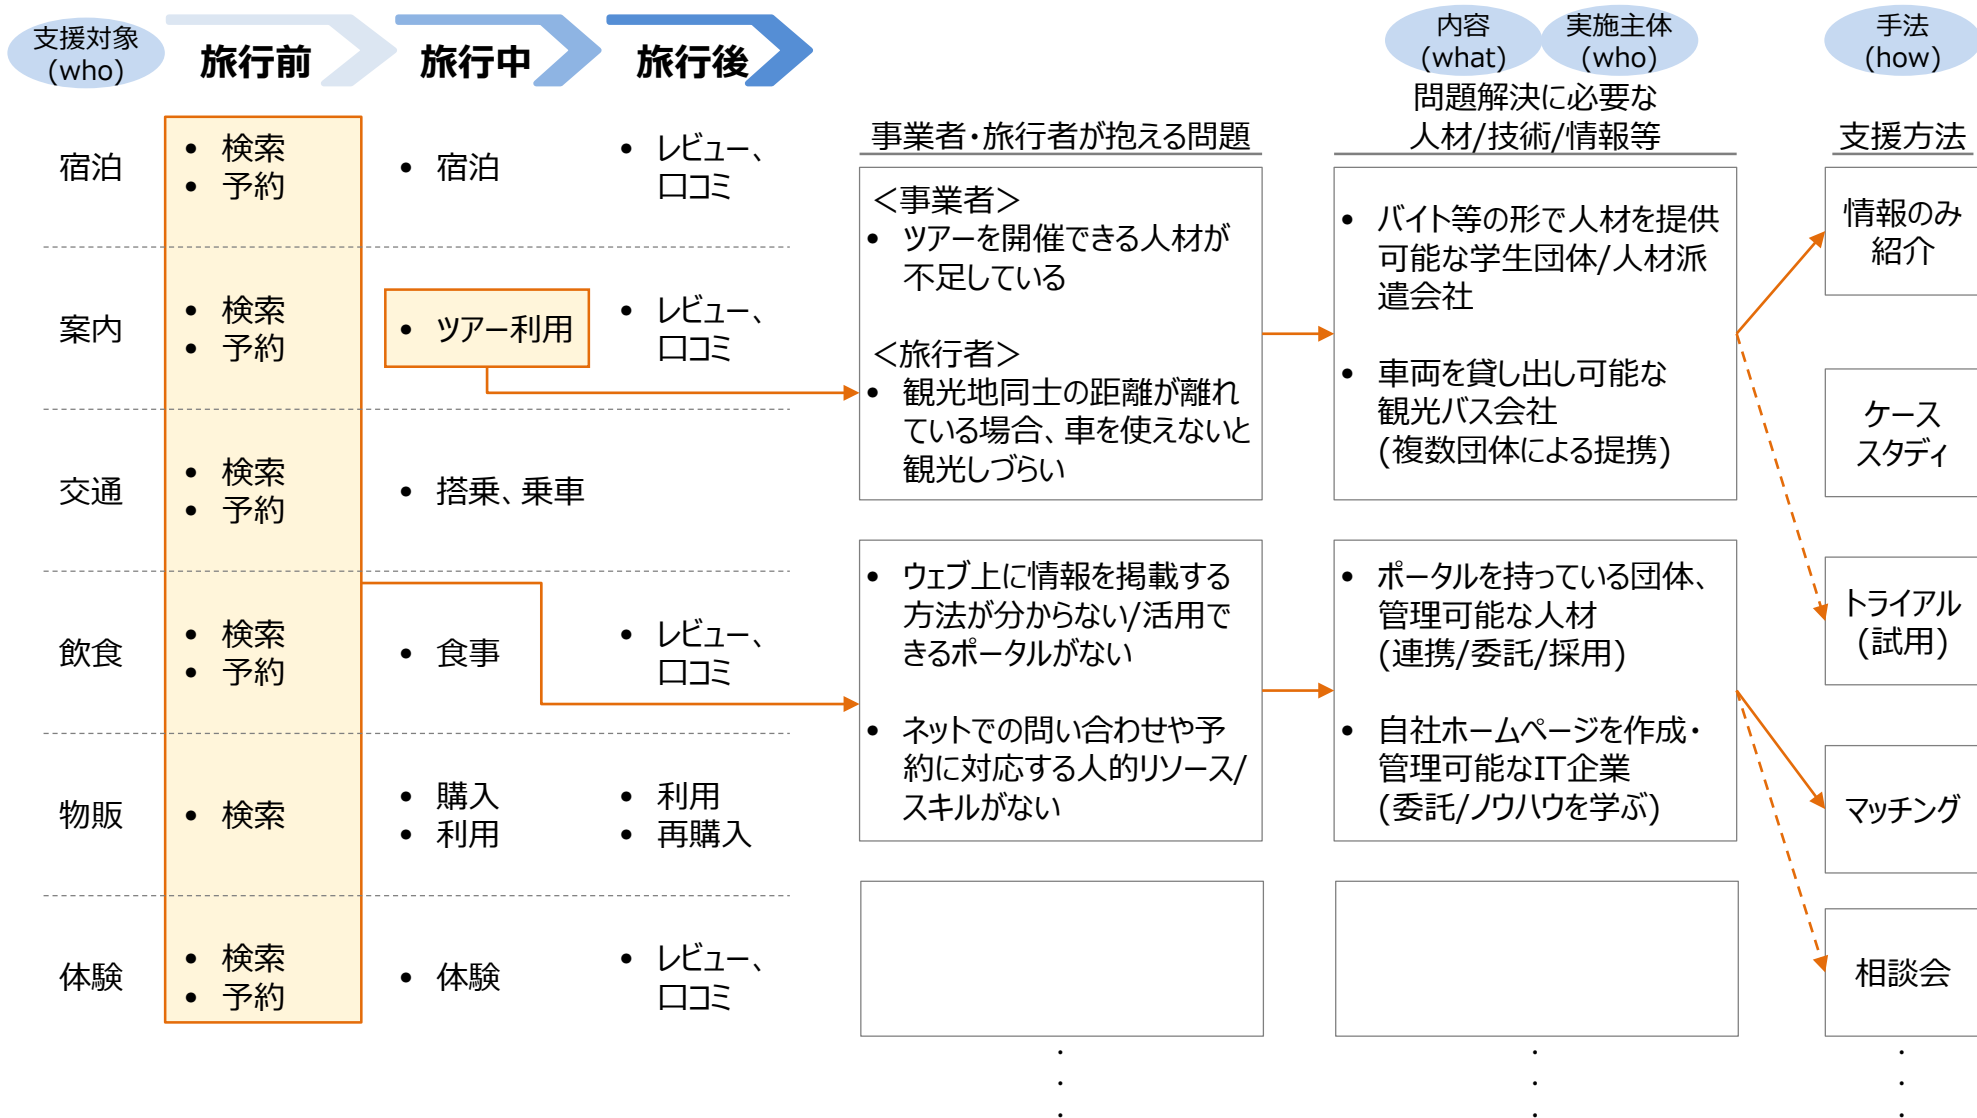 支援対象
(who)
旅行前
旅行中
旅行後
内容
(what)
実施主体
(who)
手法
(how)
事業者・旅行者が抱える問題
問題解決に必要な
人材/技術/情報等
支援方法
宿泊
• 検索
• 予約
• 宿泊
• レビュー、
口コミ
案内
• 検索
• 予約
• ツアー利用
• レビュー、
口コミ
交通
• 検索
• 予約
• 搭乗、乗車
飲食
• 検索
• 予約
• 食事
• レビュー、
口コミ
物販
• 検索
• 購入
• 利用
• 利用
• 再購入
体験
• 検索
• 予約
• 体験
• レビュー、
口コミ
＜事業者＞
• ツアーを開催できる人材が
不足している
＜旅行者＞
• 観光地同士の距離が離れ
ている場合、車を使えないと
観光しづらい
• ウェブ上に情報を掲載する
方法が分からない/活用で
きるポータルがない
• ネットでの問い合わせや予
約に対応する人的リソース/
スキルがない
• バイト等の形で人材を提供
可能な学生団体/人材派
遣会社
• 車両を貸し出し可能な
観光バス会社
(複数団体による提携)
• ポータルを持っている団体、
管理可能な人材
(連携/委託/採用)
• 自社ホームページを作成・
管理可能なIT企業
(委託/ノウハウを学ぶ)
情報のみ
紹介
ケース
スタディ
トライアル
(試用)
マッチング
相談会